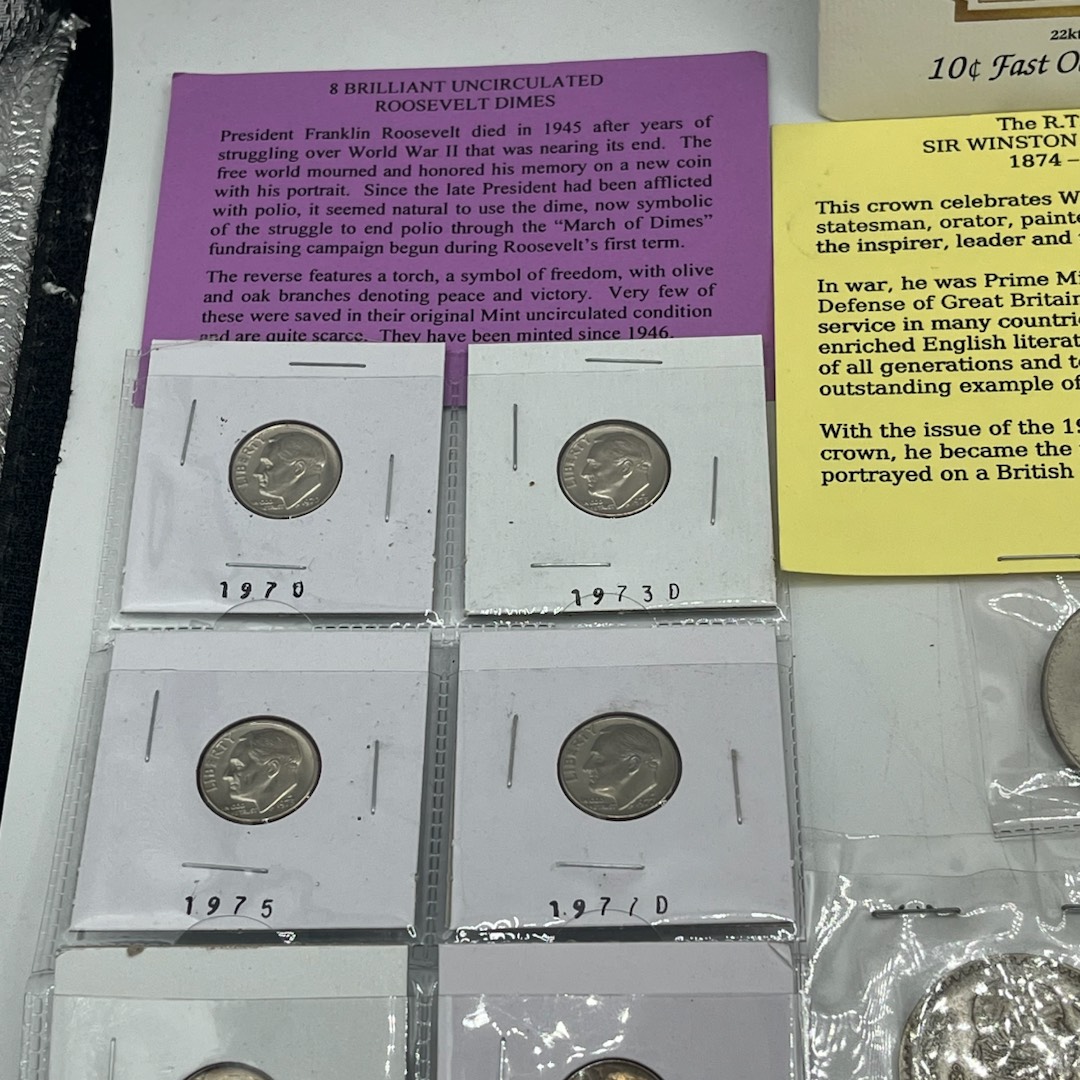 8 BRILLIANT UNCIRCULATED
ROOSEVELT DIMES
President Franklin Roosevelt died in 1945 after years of
struggling over World War II that was nearing its end. The
free world mourned and honored his memory on a new coin
with his portrait. Since the late President had been afflicted
with polio, it seemed natural to use the dime, now symbolic
of the struggle to end polio through the “March of Dimes”
fundraising campaign begun during Roosevelt’s first term.
The reverse features a torch, a symbol of freedom, with olive
and oak branches denoting peace and victory. Very few of
these were saved in their original Mint uncirculated condition
and are quite scarce. They have been minted since 1946.
22k
10¢ Fast O
The R.T
SIR WINSTON
1874 –
This crown celebrates W
statesman, orator, painte
the inspirer, leader and
In war, he was Prime Mi
Defense of Great Britain
service in many countri
enriched English literat
of all generations and t
outstanding example of
With the issue of the 19
crown, he became the
portrayed on a British
LIBERTY
1970
LIBERTY
1973 D
LIBERTY
1975
LIBERTY
1977 D